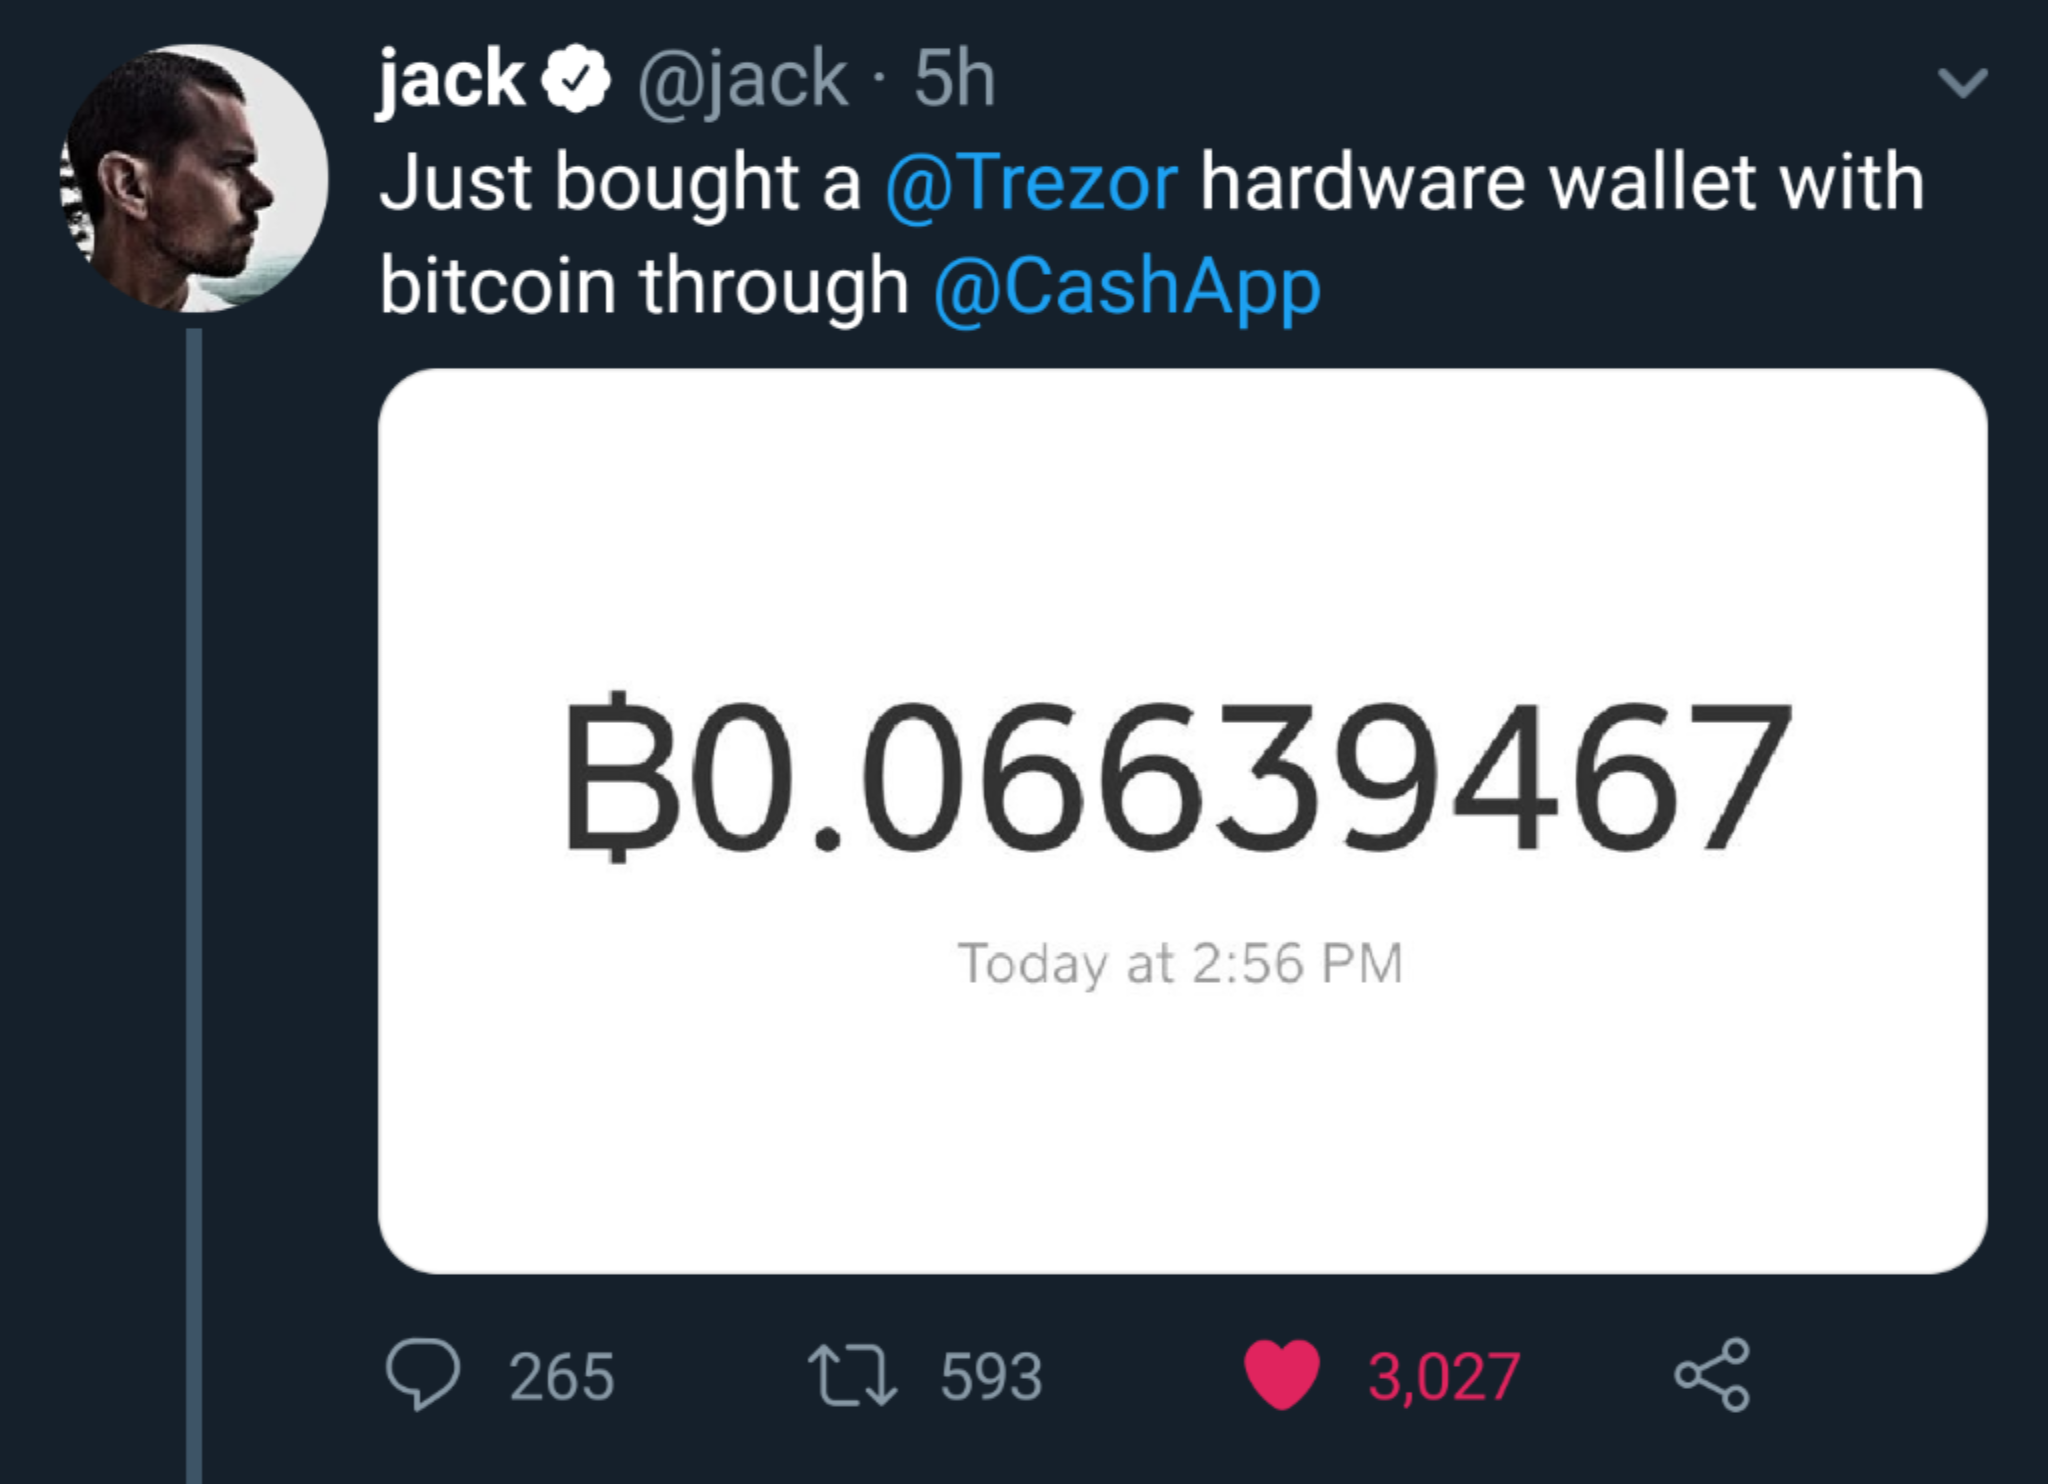 jack @jack · 5h
Just bought a @Trezor hardware wallet with
bitcoin through @CashApp
₿0.06639467
Today at 2:56 PM
265 593 3,027